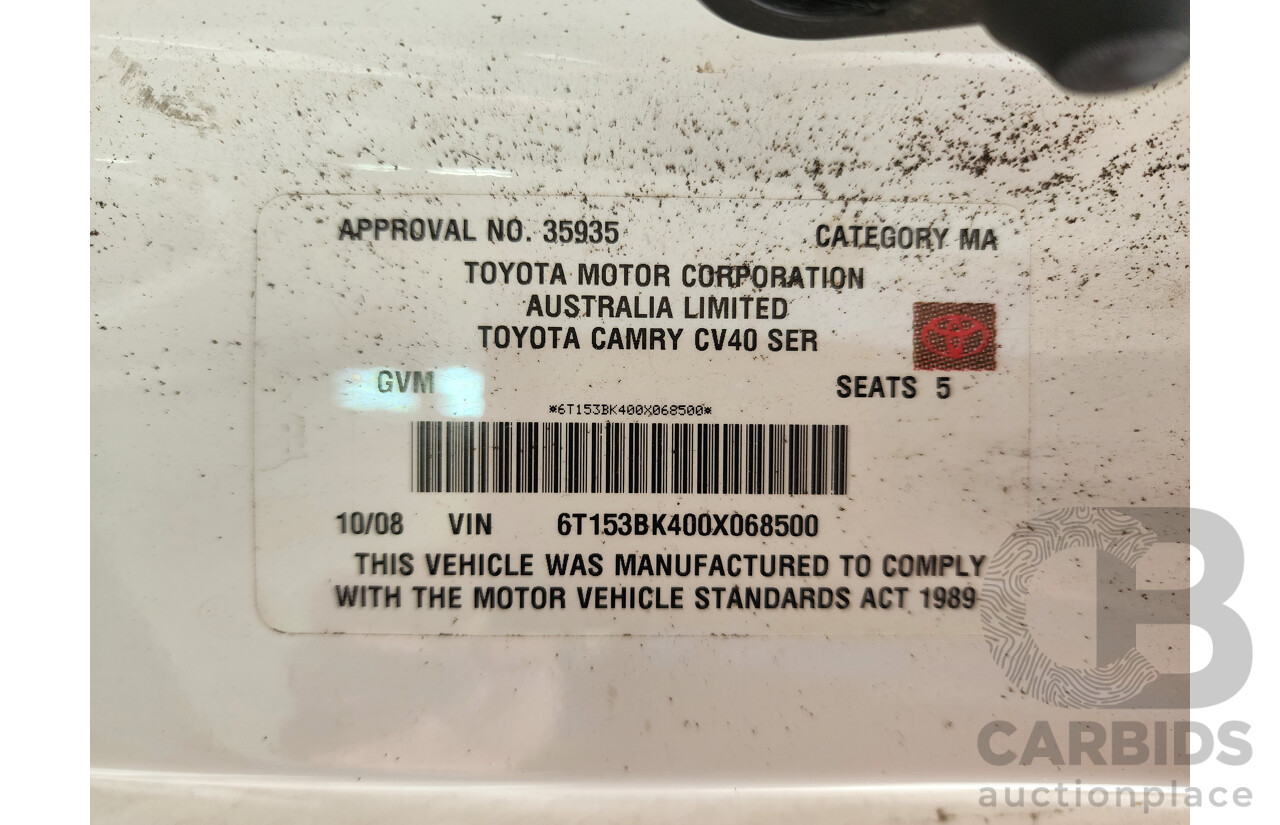 APPROVAL NO. 35935 CATEGORY MA
TOYOTA MOTOR CORPORATION
AUSTRALIA LIMITED
TOYOTA CAMRY CV40 SER
GVM SEATS 5
*6T153BK400X068500*
10/08 VIN 6T153BK400X068500
THIS VEHICLE WAS MANUFACTURED TO COMPLY
WITH THE MOTOR VEHICLE STANDARDS ACT 1989
CB
CARBIDS
auctionplace